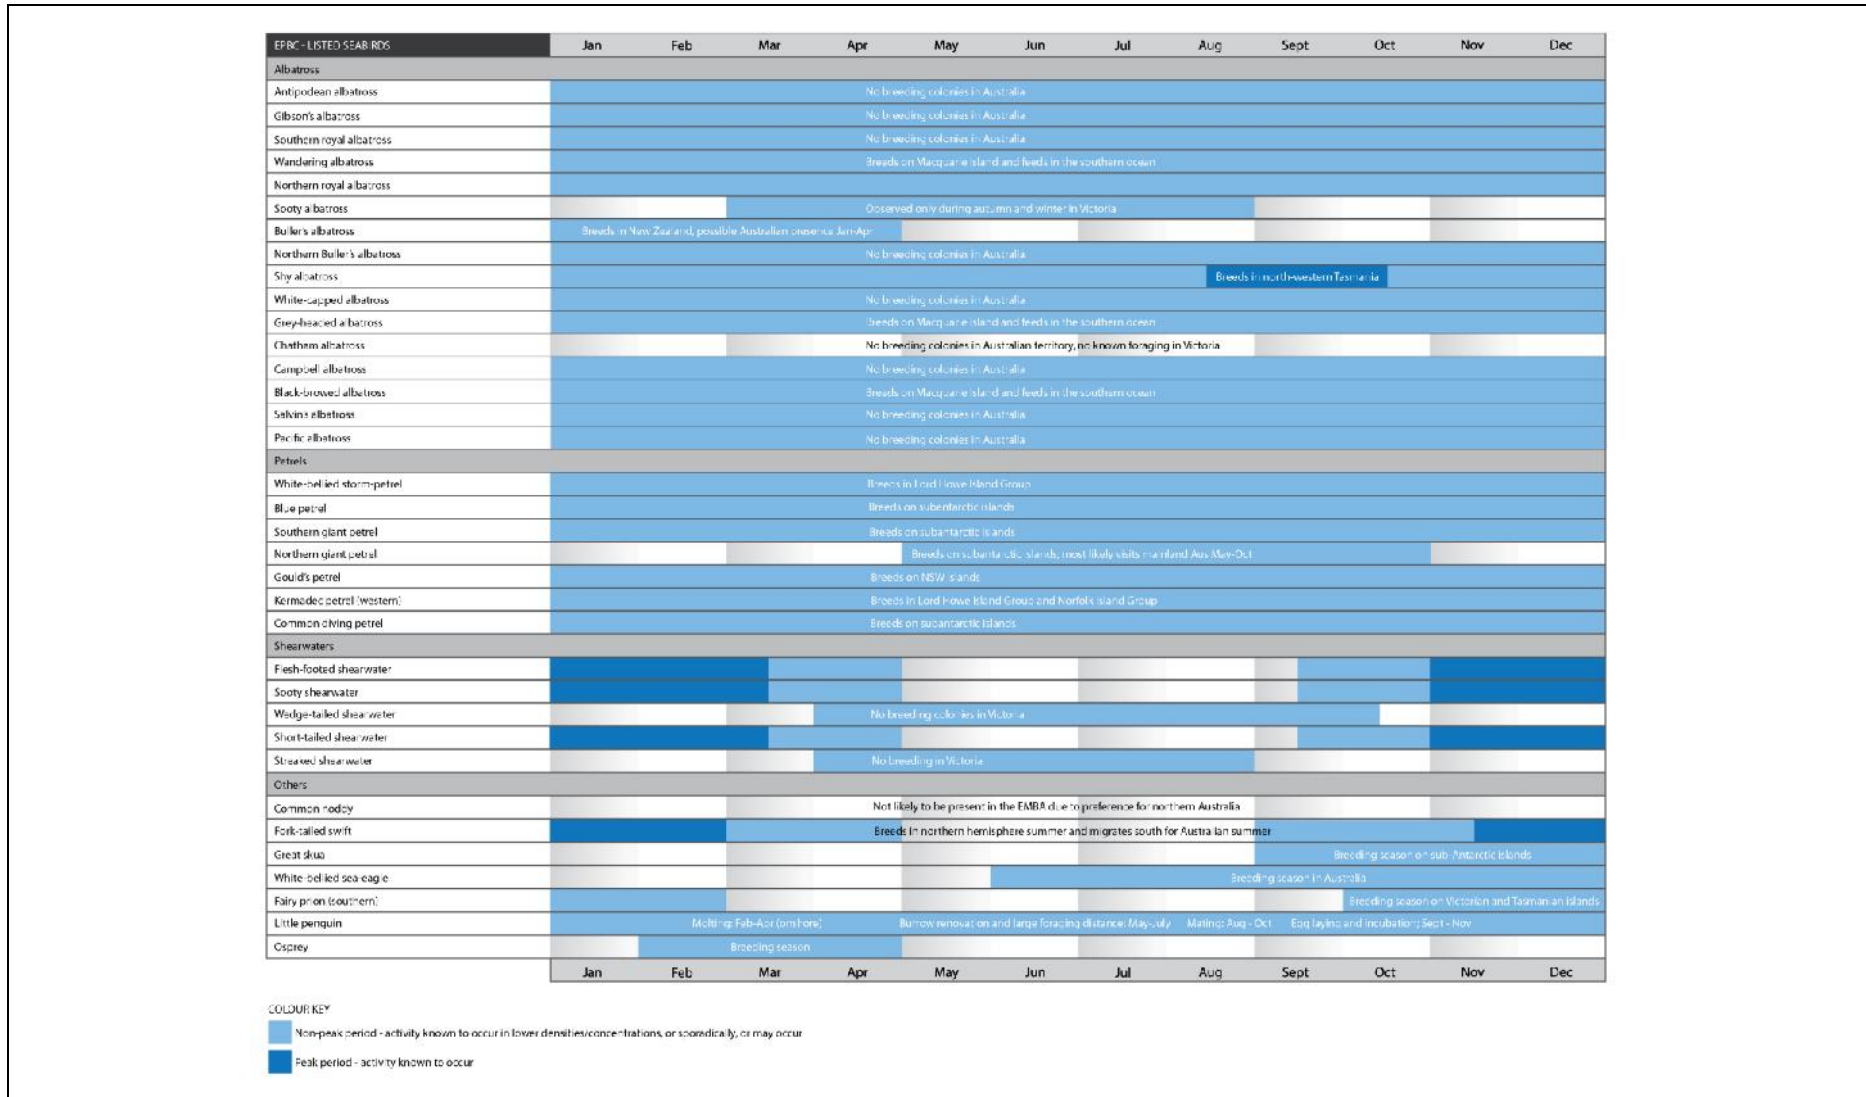 EPBC - LISTED SEABIRDS Jan Feb Mar Apr May Jun Jul Aug Sept Oct Nov Dec
Albatross
Antipodean albatross No breeding colonies in Australia
Gibson's albatross No breeding colonies in Australia
Southern royal albatross No breeding colonies in Australia
Wandering albatross Breeds on Macquarie Island and feeds in the southern ocean
Northern royal albatross
Sooty albatross Observed only during autumn and winter in Victoria
Buller's albatross Breeds in New Zealand, possible Australian presence Jan-Apr
Northern Buller's albatross No breeding colonies in Australia
Shy albatross Breeds in north-western Tasmania
White-capped albatross No breeding colonies in Australia
Grey-headed albatross Breeds on Macquarie Island and feeds in the southern ocean
Chatham albatross No breeding colonies in Australian territory, no known foraging in Victoria
Campbell albatross No breeding colonies in Australia
Black-browed albatross Breeds on Macquarie Island and feeds in the southern ocean
Salvin's albatross No breeding colonies in Australia
Pacific albatross No breeding colonies in Australia
Petrels
White-bellied storm-petrel Breeds in Lord Howe Island Group
Blue petrel Breeds on subantarctic islands
Southern giant petrel Breeds on subantarctic islands
Northern giant petrel Breeds on subantarctic islands, most likely visits mainland Aus May-Oct
Gould's petrel Breeds on NSW islands
Kermadec petrel (western) Breeds in Lord Howe Island Group and Norfolk Island Group
Common diving petrel Breeds on subantarctic islands
Shearwaters
Flesh-footed shearwater
Sooty shearwater
Wedge-tailed shearwater No breeding colonies in Victoria
Short-tailed shearwater
Streaked shearwater No breeding in Victoria
Others
Common noddy Not likely to be present in the EMBA due to preference for northern Australia
Fork-tailed swift Breeds in northern hemisphere summer and migrates south for Australian summer
Great skua Breeding season on sub-Antarctic islands
White-bellied sea-eagle Breeding season in Australia
Fairy prion (southern) Breeding season on Victorian and Tasmanian islands
Little penguin Molting: Feb-Apr (onshore) Burrow renovation and large foraging distance: May-July Mating: Aug - Oct Egg laying and incubation; Sept - Nov
Osprey Breeding season
Jan Feb Mar Apr May Jun Jul Aug Sept Oct Nov Dec
COLOUR KEY
Non-peak period - activity known to occur in lower densities/concentrations, or sporadically, or may occur
Peak period - activity known to occur